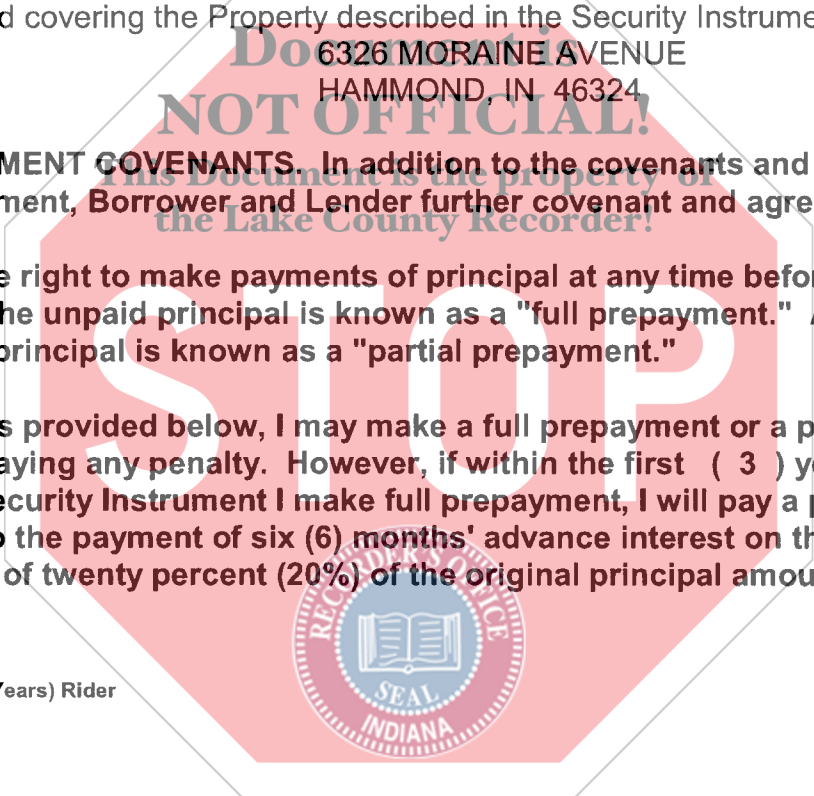 d covering the Property described in the Security Instrume
Document is
6326 MORAINE AVENUE
HAMMOND, IN 46324
NOT OFFICIAL!
MENT COVENANTS. In addition to the covenants and
This Document is the property of
ment, Borrower and Lender further covenant and agre
the Lake County Recorder!
e right to make payments of principal at any time befor
he unpaid principal is known as a "full prepayment." A
principal is known as a "partial prepayment."
STOP
s provided below, I may make a full prepayment or a p
aying any penalty. However, if within the first ( 3 ) ye
ecurity Instrument I make full prepayment, I will pay a p
o the payment of six (6) months' advance interest on th
of twenty percent (20%) of the original principal amou
RECORDER'S OFFICE
SEAL
INDIANA
Years) Rider